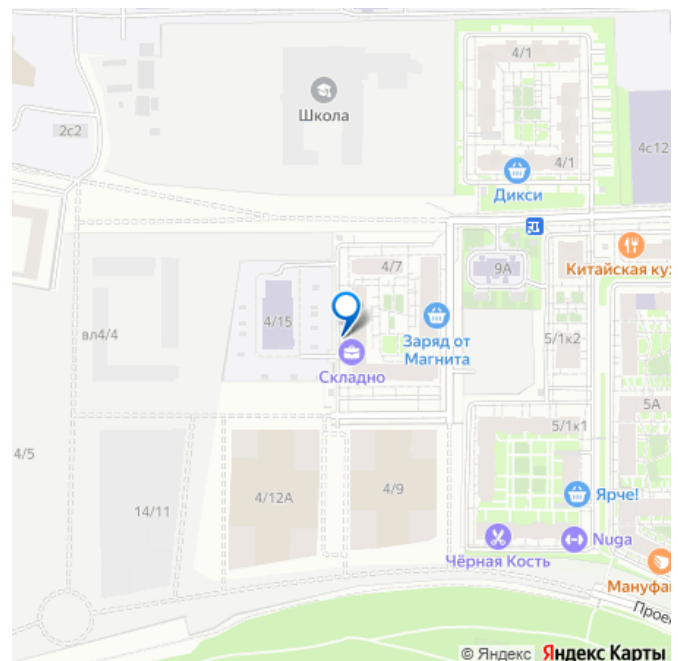 4/1
Школа
2с2
4/1
4с12
Дикси
4/7
9А
Китайская кух
4/15
Заряд от
Магнита
вл4/4
5/1к2
Складно
5А
5/1к1
4/5
4/12А
4/9
14/11
Ярче!
Чёрная Кость
Nuga
Мануфа
Прое
© Яндекс Яндекс Карты